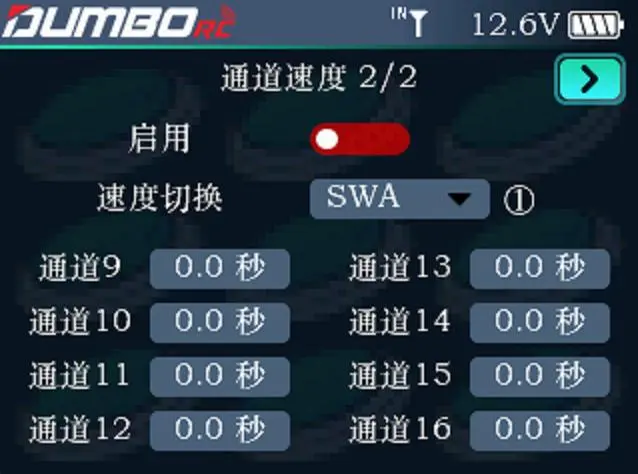 DUMBORC IN 12.6V
通道速度 2/2
启用
速度切换 SWA ①
通道9 0.0 秒 通道13 0.0 秒
通道10 0.0 秒 通道14 0.0 秒
通道11 0.0 秒 通道15 0.0 秒
通道12 0.0 秒 通道16 0.0 秒